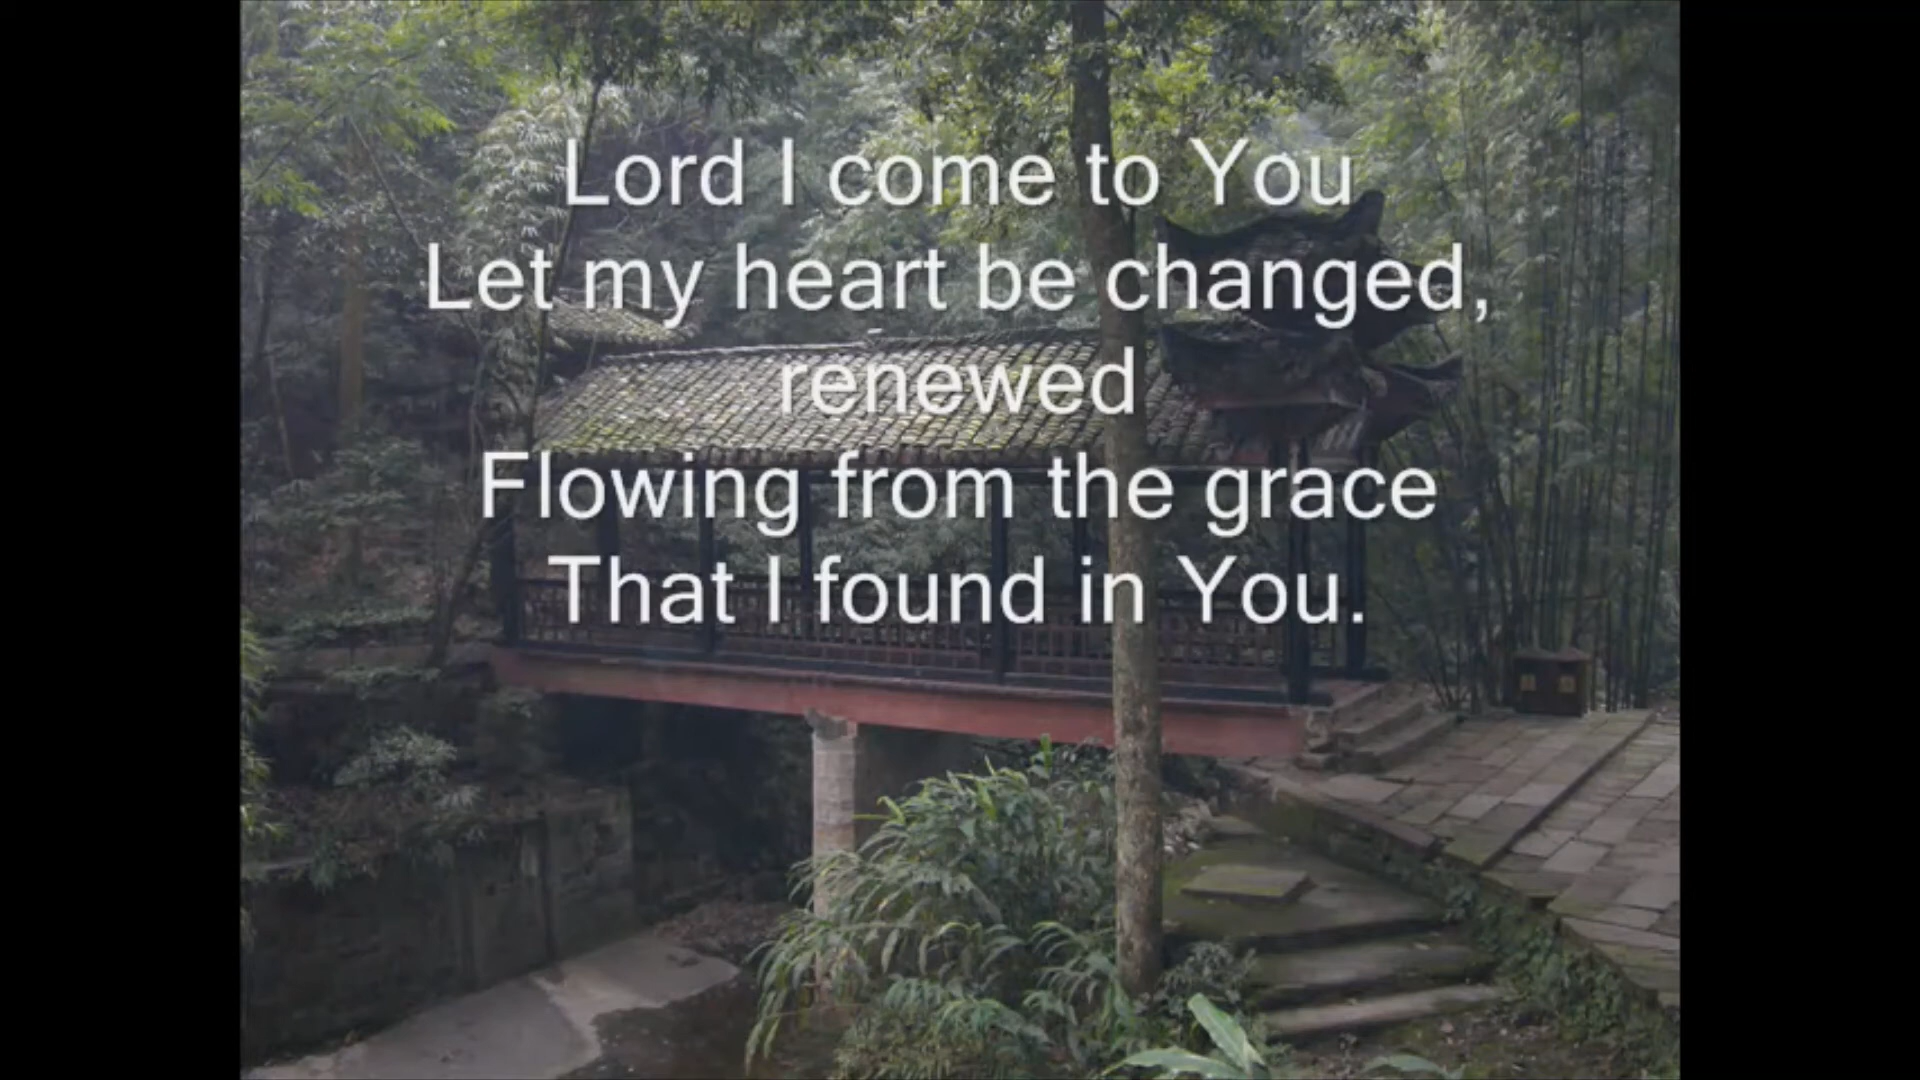 Lord I come to You
Let my heart be changed,
renewed
Flowing from the grace
That I found in You.